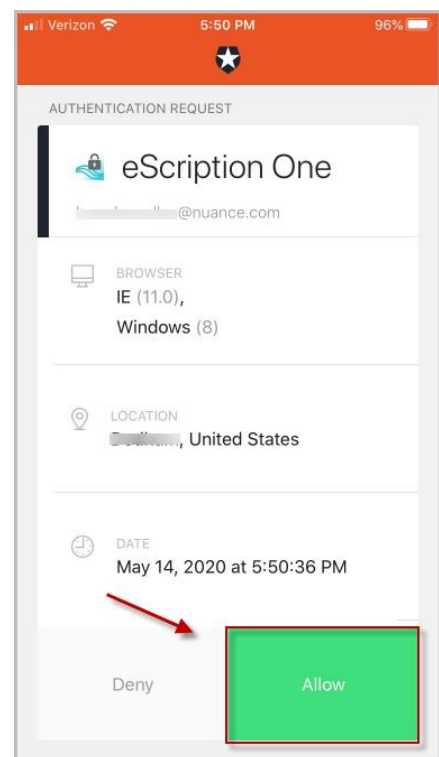 Verizon 5:50 PM 96%
AUTHENTICATION REQUEST
eScription One
@nuance.com
BROWSER
IE (11.0),
Windows (8)
LOCATION
, United States
DATE
May 14, 2020 at 5:50:36 PM
Deny Allow